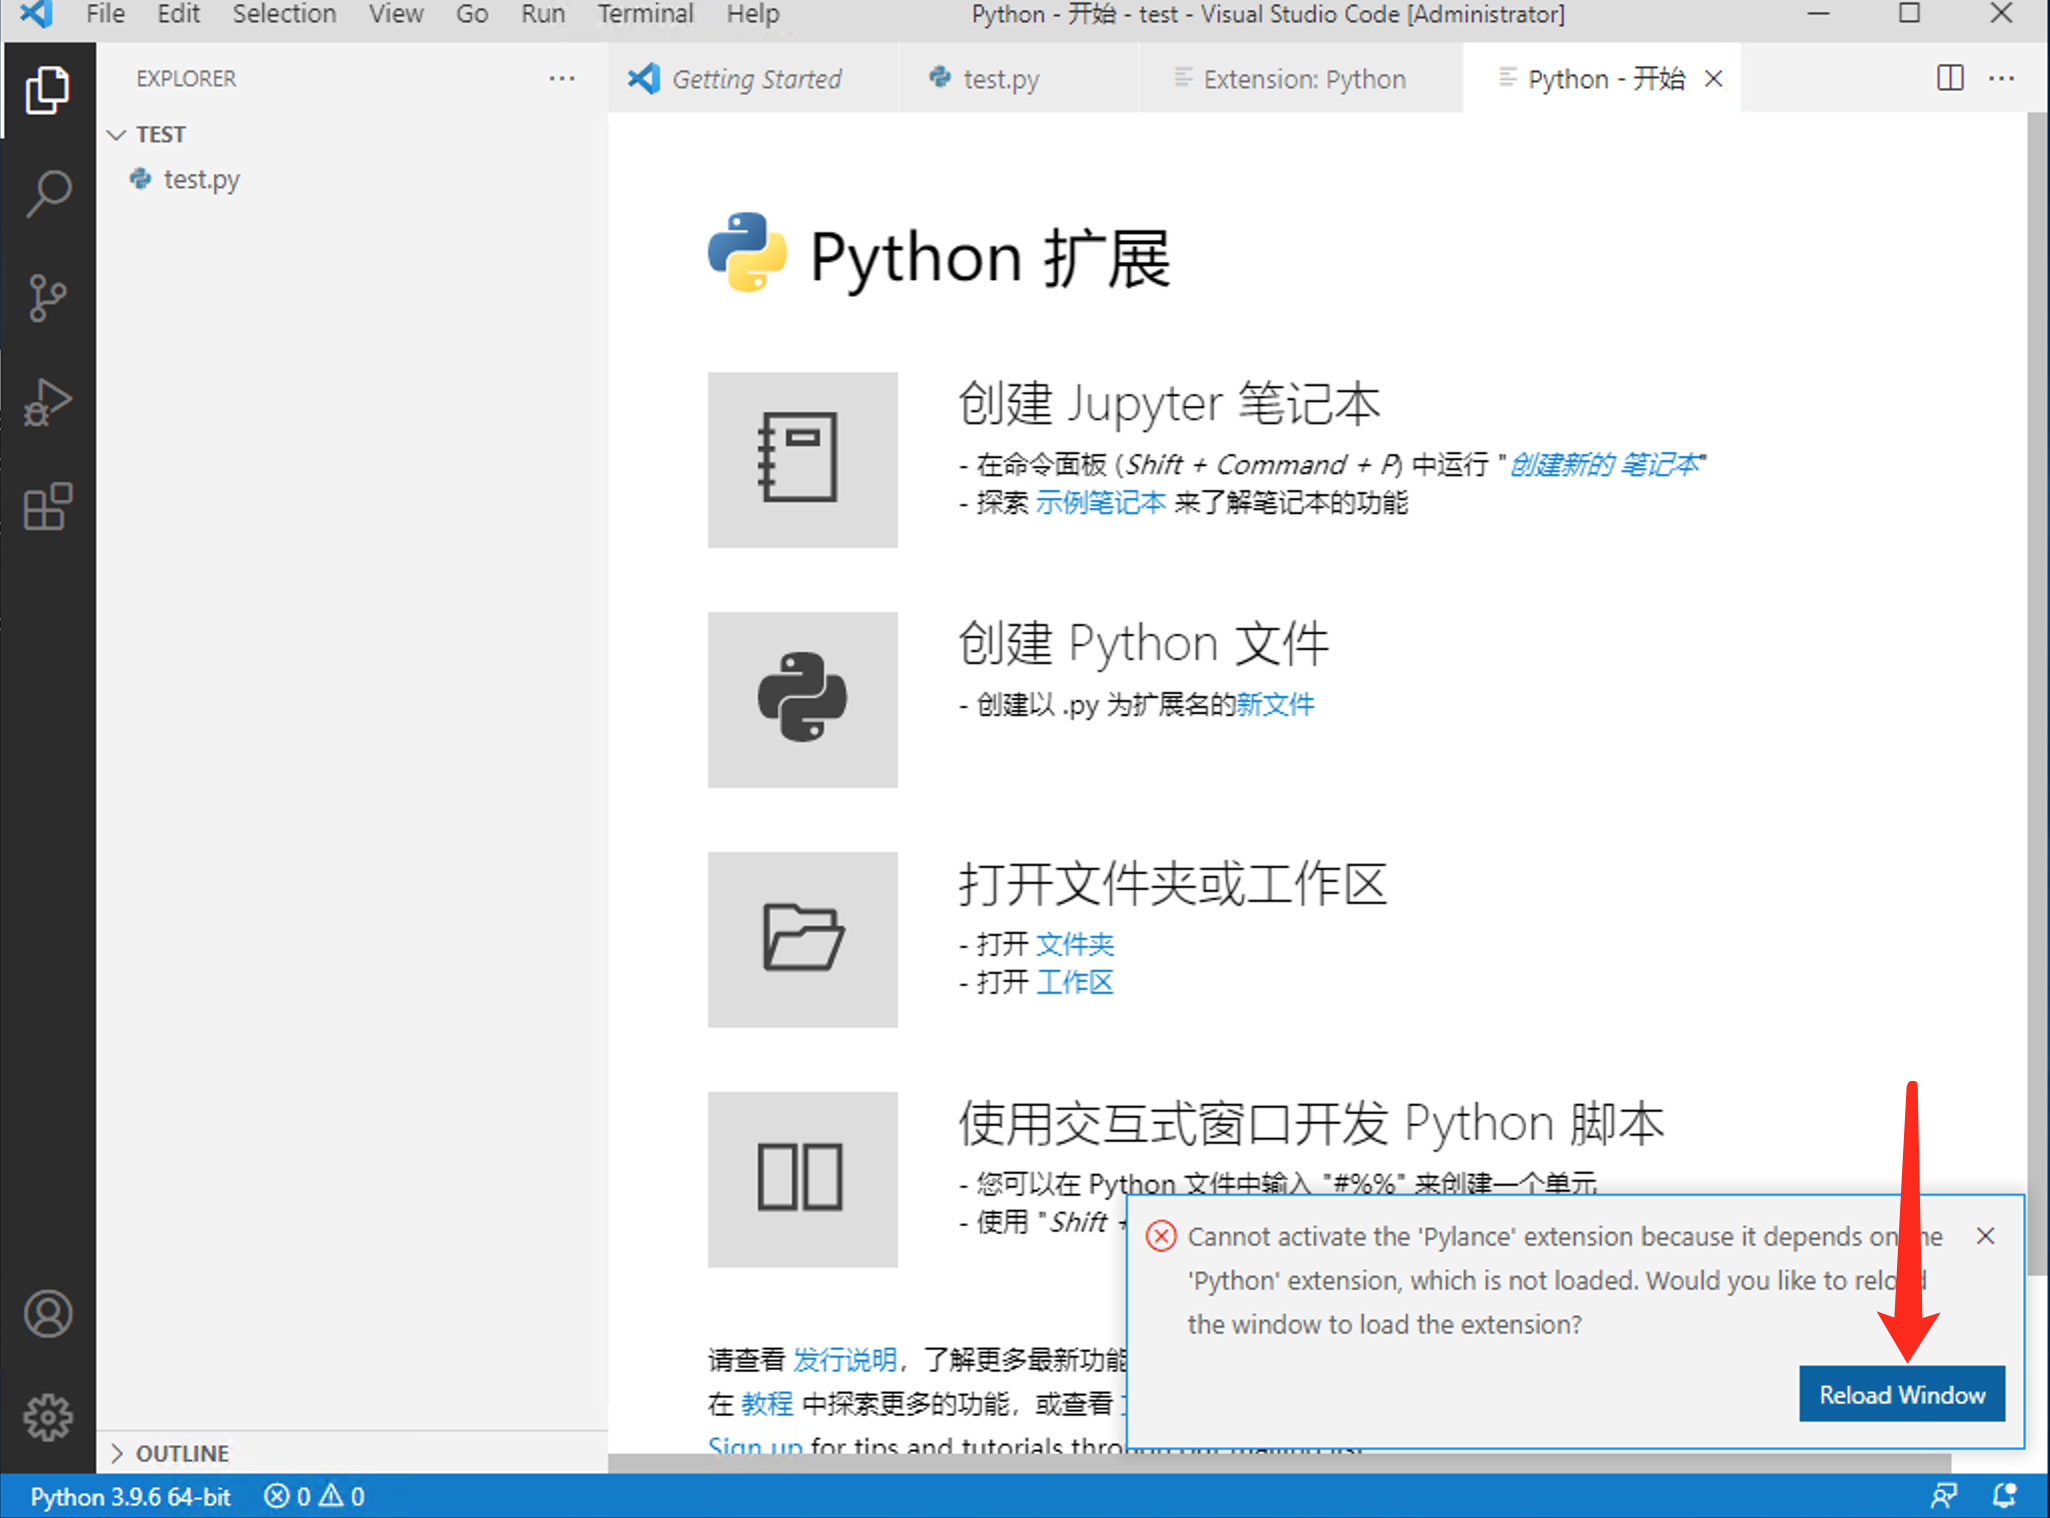 File Edit Selection View Go Run Terminal Help Python - 开始 - test - Visual Studio Code [Administrator]
EXPLORER
Getting Started
test.py
Extension: Python
Python - 开始
TEST
test.py
Python 扩展
创建 Jupyter 笔记本
- 在命令面板 (Shift + Command + P) 中运行 "创建新的 笔记本"
- 探索 示例笔记本 来了解笔记本的功能
创建 Python 文件
- 创建以 .py 为扩展名的新文件
打开文件夹或工作区
- 打开 文件夹
- 打开 工作区
使用交互式窗口开发 Python 脚本
- 您可以在 Python 文件中输入 "#%%" 来创建一个单元
- 使用 "Shift +
Cannot activate the 'Pylance' extension because it depends on
'Python' extension, which is not loaded. Would you like to
the window to load the extension?
Reload Window
请查看 发行说明，了解更多最新功能
在 教程 中探索更多的功能，或查看
Sign up for tips and tutorials through our mailing list
OUTLINE
Python 3.9.6 64-bit 0 0